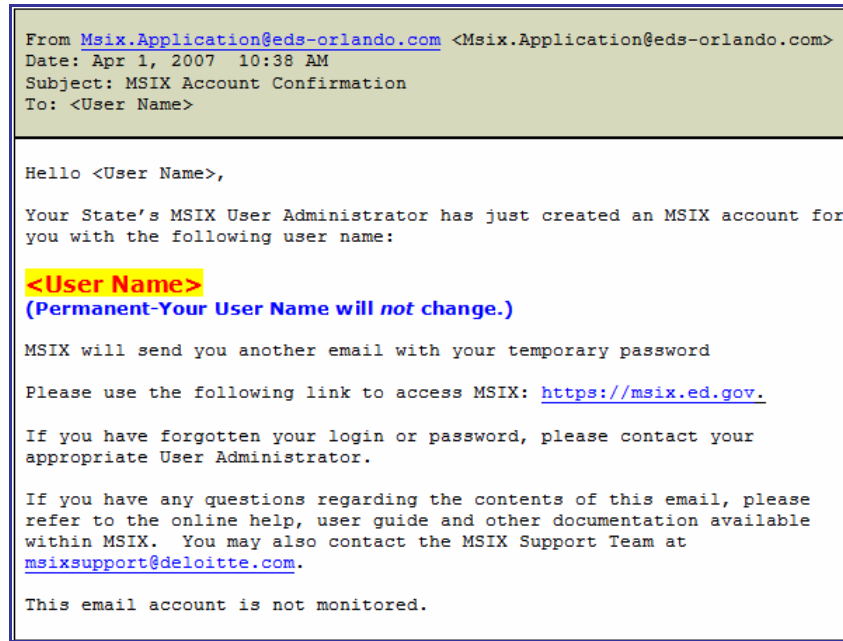 From Msix.Application@eds-orlando.com <Msix.Application@eds-orlando.com>
Date: Apr 1, 2007  10:38 AM
Subject: MSIX Account Confirmation
To: <User Name>
Hello <User Name>,
Your State's MSIX User Administrator has just created an MSIX account for
you with the following user name:
<User Name>
(Permanent-Your User Name will not change.)
MSIX will send you another email with your temporary password
Please use the following link to access MSIX: https://msix.ed.gov.
If you have forgotten your login or password, please contact your
appropriate User Administrator.
If you have any questions regarding the contents of this email, please
refer to the online help, user guide and other documentation available
within MSIX.  You may also contact the MSIX Support Team at
msixsupport@deloitte.com.
This email account is not monitored.